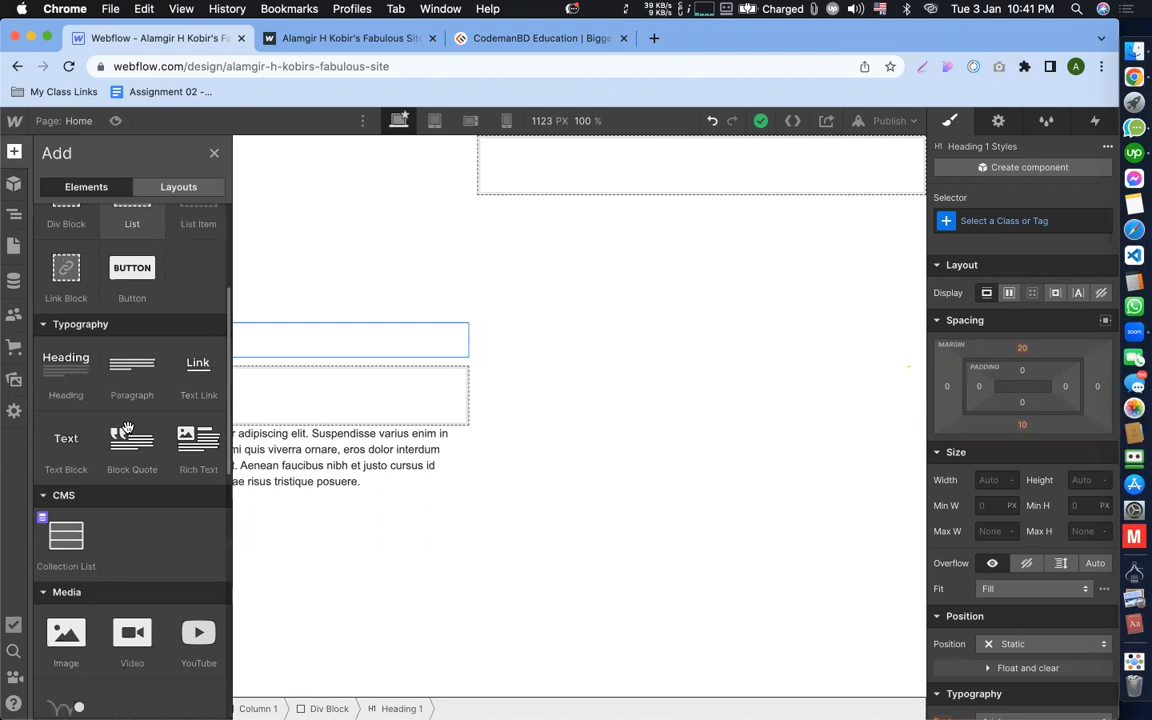 Chrome File Edit View History Bookmarks Profiles Tab Window Help 39 KB/s 9 KB/s Charged Tue 3 Jan 10:41 PM
Webflow - Alamgir H Kobir's Fa Alamgir H Kobir's Fabulous Sit CodemanBD Education | Bigge
webflow.com/design/alamgir-h-kobirs-fabulous-site A
My Class Links Assignment 02 -...
Page: Home 1123 PX 100 % Publish
Add
Heading 1 Styles
Create component
Elements Layouts
Selector
Select a Class or Tag
Div Block List List Item
BUTTON
Link Block Button
Layout
Display
Typography
Spacing
Heading Link
MARGIN 20
PADDING 0
0 0 0 0
0
10
Heading Paragraph Text Link
Text
Text Block Block Quote Rich Text
r adipiscing elit. Suspendisse varius enim in
mi quis viverra ornare, eros dolor interdum
t. Aenean faucibus nibh et justo cursus id
ae risus tristique posuere.
Size
Width Auto Height Auto
Min W 0 PX Min H 0 PX
Max W None Max H None
CMS
Collection List
Overflow Auto
Fit Fill
Media
Image Video YouTube
Position
Position Static
Float and clear
Typography
Column 1 Div Block H1 Heading 1